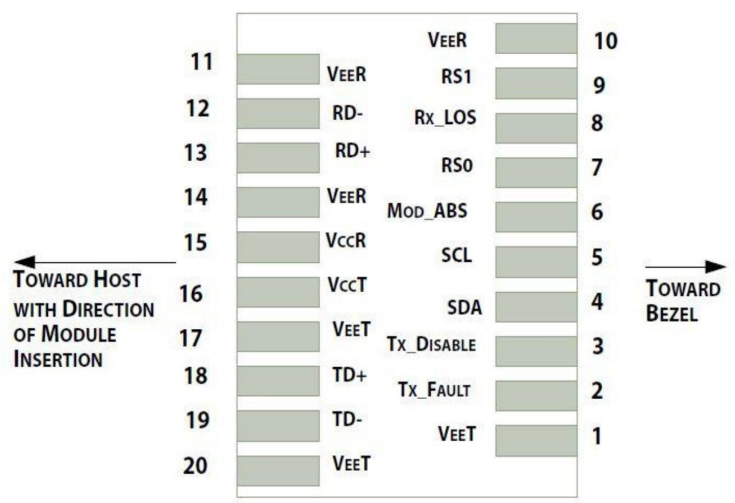 11 VEER
12 RD-
13 RD+
14 VEER
15 VccR
16 VccT
17 VEET
18 TD+
19 TD-
20 VEET
VEER 10
RS1 9
Rx_LOS 8
RS0 7
MOD_ABS 6
SCL 5
SDA 4
TX_DISABLE 3
TX_FAULT 2
VEET 1
TOWARD HOST
WITH DIRECTION
OF MODULE
INSERTION
TOWARD
BEZEL